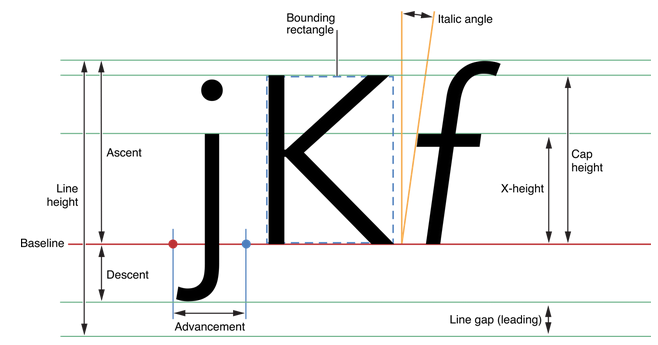 Bounding
rectangle
Italic angle
jKf
Ascent
Line
height
Cap
height
X-height
Baseline
Descent
Line gap (leading)
Advancement